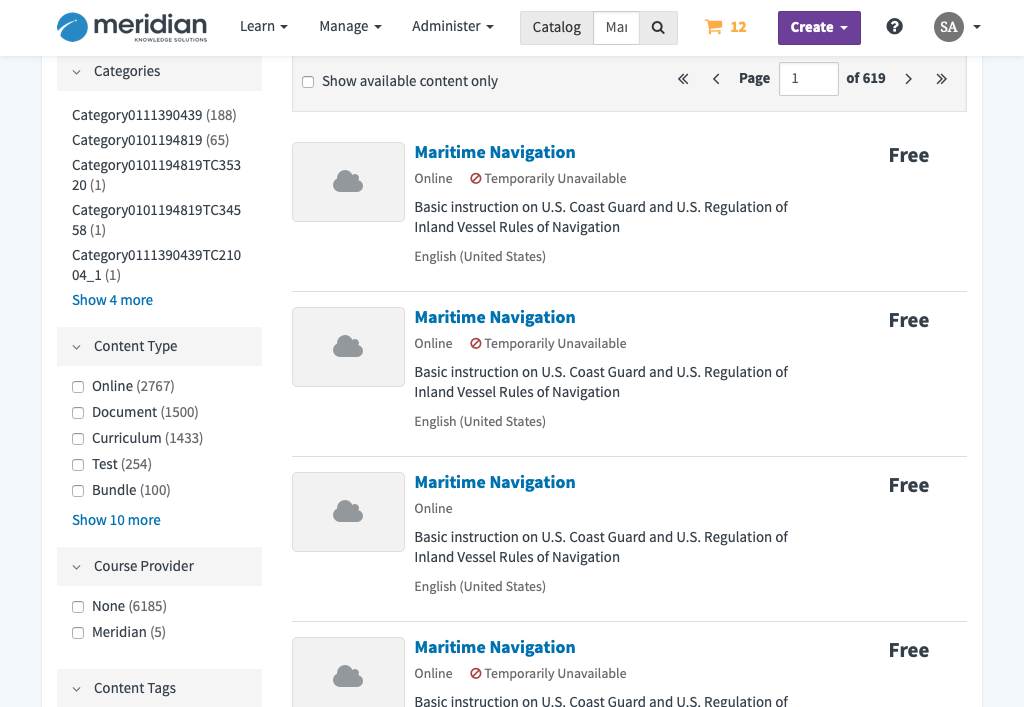 meridian
KNOWLEDGE SOLUTIONS
Learn
Manage
Administer
Catalog
Mar
12
Create
SA
Categories
Category0111390439 (188)
Category0101194819 (65)
Category0101194819TC353
20 (1)
Category0101194819TC345
58 (1)
Category0111390439TC210
04_1 (1)
Show 4 more
Content Type
Online (2767)
Document (1500)
Curriculum (1433)
Test (254)
Bundle (100)
Show 10 more
Course Provider
None (6185)
Meridian (5)
Content Tags
Show available content only
Page 1 of 619
Maritime Navigation
Free
Online Temporarily Unavailable
Basic instruction on U.S. Coast Guard and U.S. Regulation of
Inland Vessel Rules of Navigation
English (United States)
Maritime Navigation
Free
Online Temporarily Unavailable
Basic instruction on U.S. Coast Guard and U.S. Regulation of
Inland Vessel Rules of Navigation
English (United States)
Maritime Navigation
Free
Online
Basic instruction on U.S. Coast Guard and U.S. Regulation of
Inland Vessel Rules of Navigation
English (United States)
Maritime Navigation
Free
Online Temporarily Unavailable
Basic instruction on U.S. Coast Guard and U.S. Regulation of